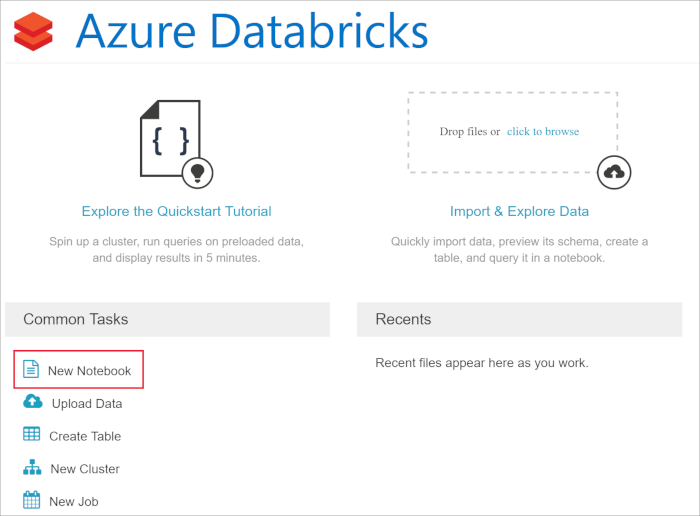 Azure Databricks
{ }
Drop files or click to browse
Explore the Quickstart Tutorial
Spin up a cluster, run queries on preloaded data,
and display results in 5 minutes.
Import & Explore Data
Quickly import data, preview its schema, create a
table, and query it in a notebook.
Common Tasks
New Notebook
Upload Data
Create Table
New Cluster
New Job
Recents
Recent files appear here as you work.